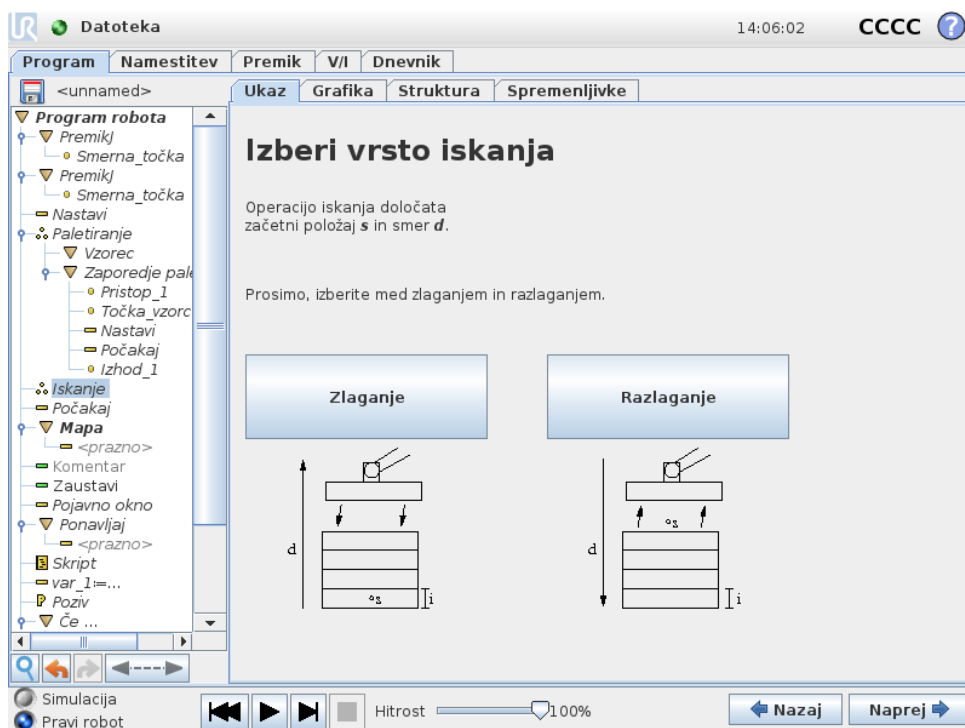 UR Datoteka 14:06:02 CCCC ?
Program Namestitev Premik V/I Dnevnik
<unnamed>
Ukaz Grafika Struktura Spremenljivke
Program robota
PremikJ
Smerna_točka
PremikJ
Smerna_točka
Nastavi
Paletiranje
Vzorec
Zaporedje pale
Pristop_1
Točka_vzorc
Nastavi
Počakaj
Izhod_1
Iskanje
Počakaj
Mapa
<prazno>
Komentar
Zaustavi
Pojavno okno
Ponavljaj
<prazno>
Skript
var_1:=...
Poziv
Če ...
Izberi vrsto iskanja
Operacijo iskanja določata
začetni položaj s in smer d.
Prosimo, izberite med zlaganjem in razlaganjem.
Zlaganje
Razlaganje
d
s
i
d
s
i
Simulacija
Pravi robot
Hitrost 100%
Nazaj
Naprej